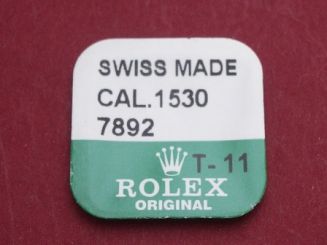 SWISS MADE
CAL.1530
7892
T-11
ROLEX
ORIGINAL